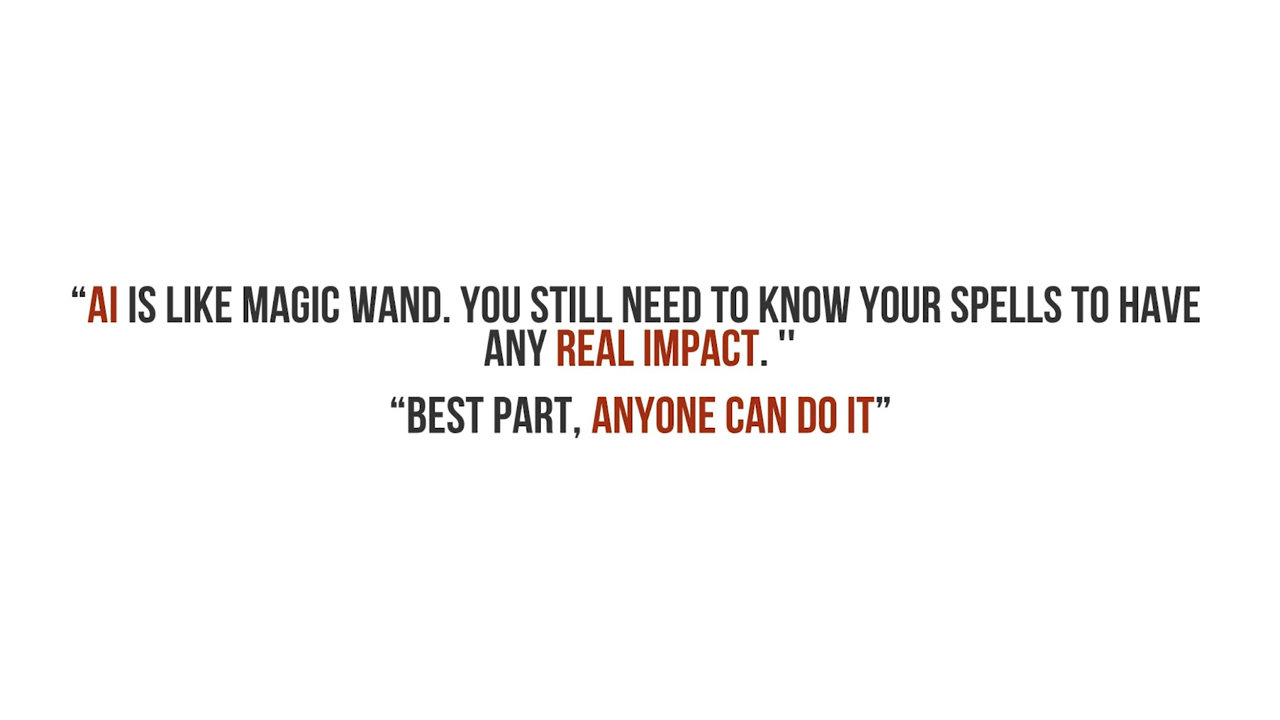 “AI IS LIKE MAGIC WAND. YOU STILL NEED TO KNOW YOUR SPELLS TO HAVE
ANY REAL IMPACT. "
“BEST PART, ANYONE CAN DO IT”